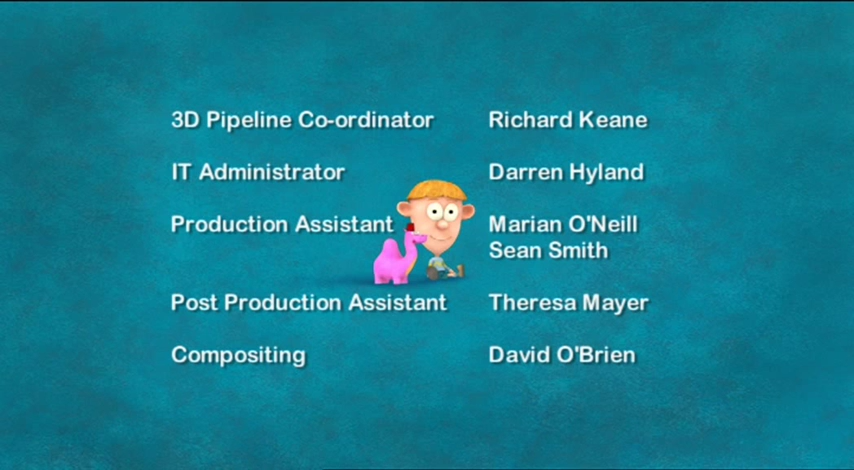 3D Pipeline Co-ordinator Richard Keane
IT Administrator Darren Hyland
Production Assistant Marian O'Neill
Sean Smith
Post Production Assistant Theresa Mayer
Compositing David O'Brien